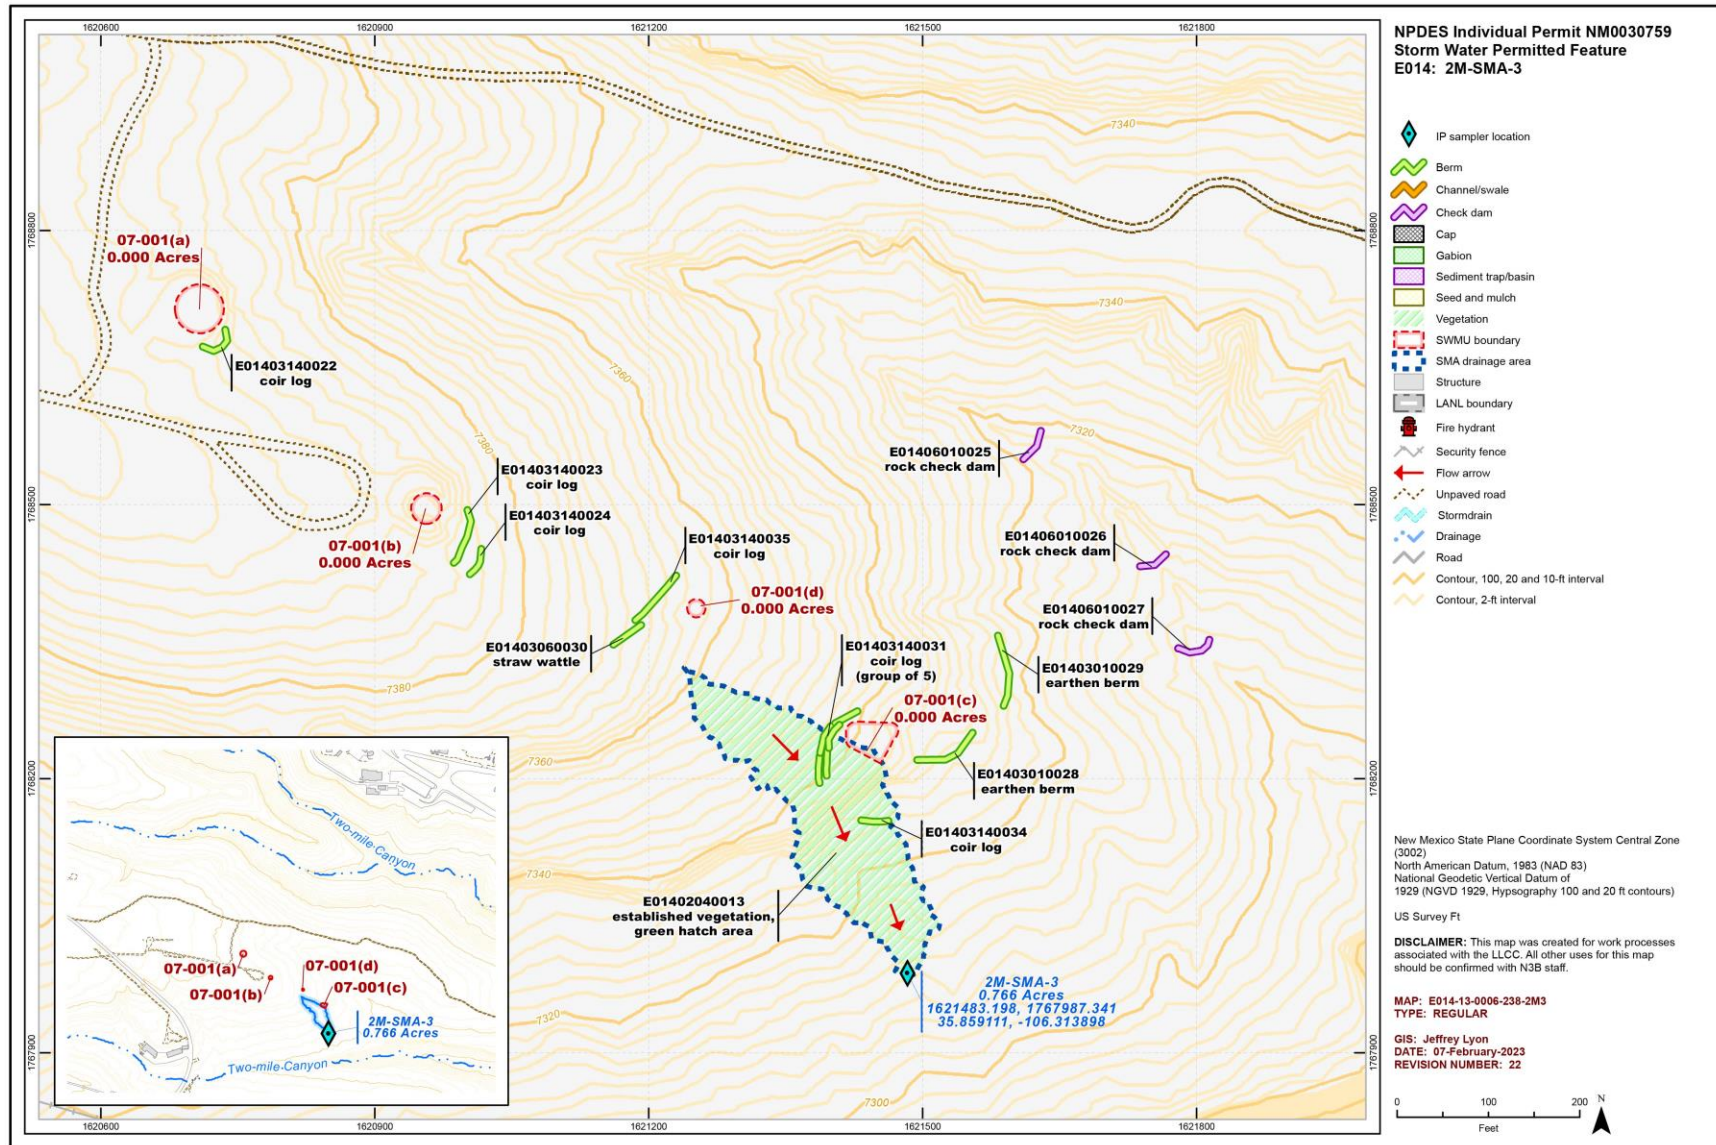 1620600
1620900
1621200
1621500
1621800
NPDES Individual Permit NM0030759
Storm Water Permitted Feature
E014: 2M-SMA-3
IP sampler location
Berm
Channel/swale
Check dam
Cap
Gabion
Sediment trap/basin
Seed and mulch
Vegetation
SWMU boundary
SMA drainage area
Structure
LANL boundary
Fire hydrant
Security fence
Flow arrow
Unpaved road
Stormdrain
Drainage
Road
Contour, 100, 20 and 10-ft interval
Contour, 2-ft interval
New Mexico State Plane Coordinate System Central Zone
(3002)
North American Datum, 1983 (NAD 83)
National Geodetic Vertical Datum of
1929 (NGVD 1929, Hypsography 100 and 20 ft contours)
US Survey Ft
DISCLAIMER: This map was created for work processes
associated with the LLCC. All other uses for this map
should be confirmed with N3B staff.
MAP: E014-13-0006-238-2M3
TYPE: REGULAR
GIS: Jeffrey Lyon
DATE: 07-February-2023
REVISION NUMBER: 22
0 100 200
Feet
N
7340
1768800
1768800
07-001(a)
0.000 Acres
7340
E01403140022
coir log
7360
7380
7320
E01406010025
rock check dam
E01403140023
coir log
1768500
1768500
E01403140024
coir log
07-001(b)
0.000 Acres
E01403140035
coir log
E01406010026
rock check dam
07-001(d)
0.000 Acres
E01406010027
rock check dam
E01403060030
straw wattle
E01403140031
coir log
(group of 5)
E01403010029
earthen berm
7380
07-001(c)
0.000 Acres
7360
1768200
1768200
E01403010028
earthen berm
E01403140034
coir log
7340
E01402040013
established vegetation,
green hatch area
2M-SMA-3
0.766 Acres
1621483.198, 1767987.341
35.859111, -106.313898
7320
1767900
1767900
7300
Two-mile-Canyon
07-001(a)
07-001(d)
07-001(b)
07-001(c)
2M-SMA-3
0.766 Acres
Two-mile-Canyon
1620600
1620900
1621200
1621500
1621800